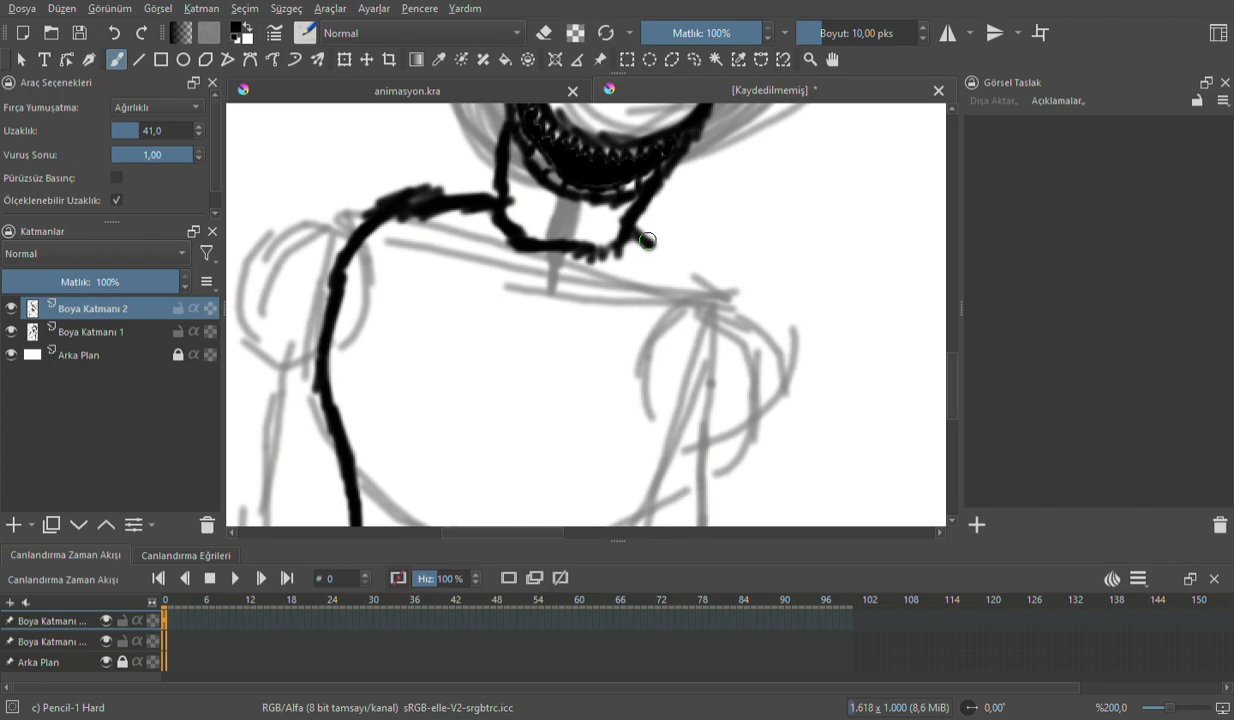 Dosya Düzen Görünüm Görsel Katman Seçim Süzgeç Araçlar Ayarlar Pencere Yardım
Normal Matlık: 100% Boyut: 10,00 pks
Araç Seçenekleri
animasyon.kra
[Kaydedilmemiş] *
Görsel Taslak
Fırça Yumuşatma: Ağırlıklı
Dışa Aktar.. Açıklamalar..
Uzaklık: 41,0
Vuruş Sonu: 1,00
Pürüzsüz Basınç:
Ölçeklenebilir Uzaklık:
Katmanlar
Normal
Matlık: 100%
Boya Katmanı 2
Boya Katmanı 1
Arka Plan
Canlandırma Zaman Akışı Canlandırma Eğrileri
Canlandırma Zaman Akışı # 0 Hız: 100 %
0 6 12 18 24 30 36 42 48 54 60 66 72 78 84 90 96 102 108 114 120 126 132 138 144 150
Boya Katmanı ...
Boya Katmanı ...
Arka Plan
c) Pencil-1 Hard RGB/Alfa (8 bit tamsayı/kanal) sRGB-elle-V2-srgbtrc.icc 1.618 x 1.000 (8,6 MiB) 0,00° %200,0